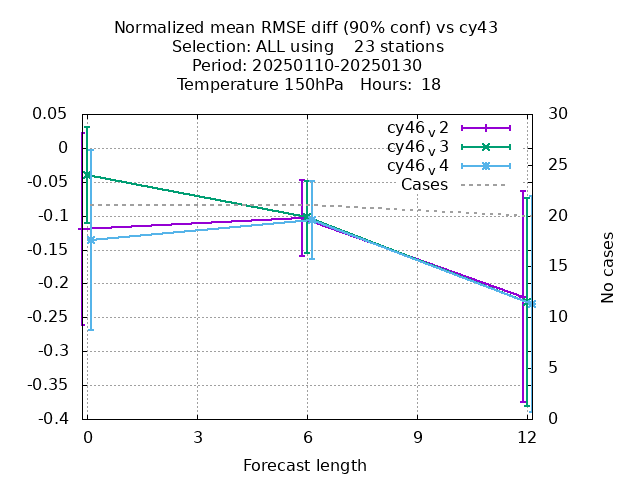 Normalized mean RMSE diff (90% conf) vs cy43
Selection: ALL using    23 stations
Period: 20250110-20250130
Temperature 150hPa   Hours:  18
0.05
0
-0.05
-0.1
-0.15
-0.2
-0.25
-0.3
-0.35
-0.4
cy46_v2
cy46_v3
cy46_v4
Cases
30
25
20
15
10
5
0
No cases
0
3
6
9
12
Forecast length